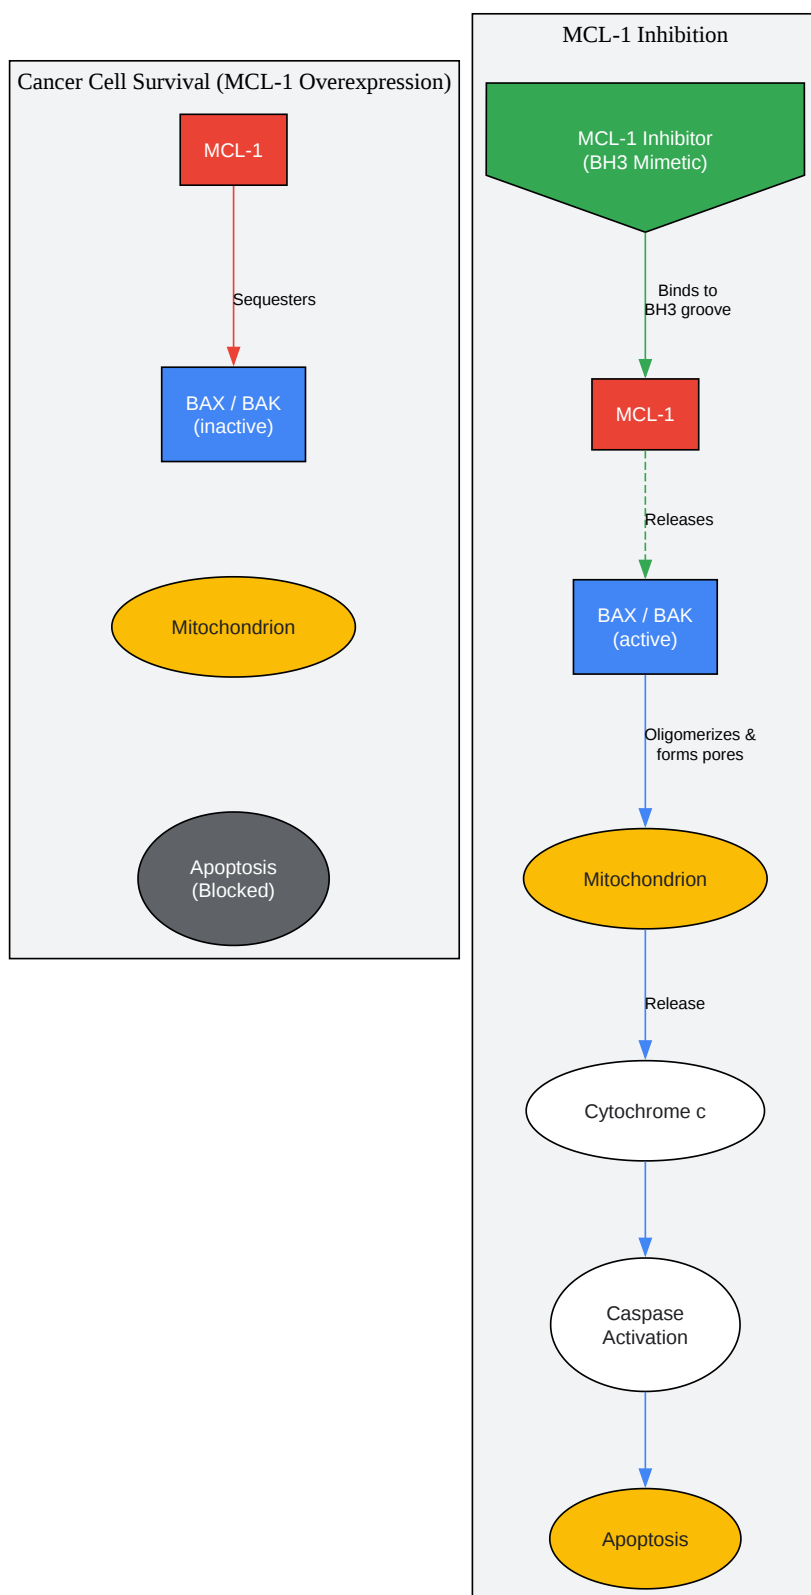 Cancer Cell Survival (MCL-1 Overexpression)
MCL-1
Sequesters
BAX / BAK
(inactive)
Mitochondrion
Apoptosis
(Blocked)
MCL-1 Inhibition
MCL-1 Inhibitor
(BH3 Mimetic)
Binds to
BH3 groove
MCL-1
Releases
BAX / BAK
(active)
Oligomerizes &
forms pores
Mitochondrion
Release
Cytochrome c
Caspase
Activation
Apoptosis